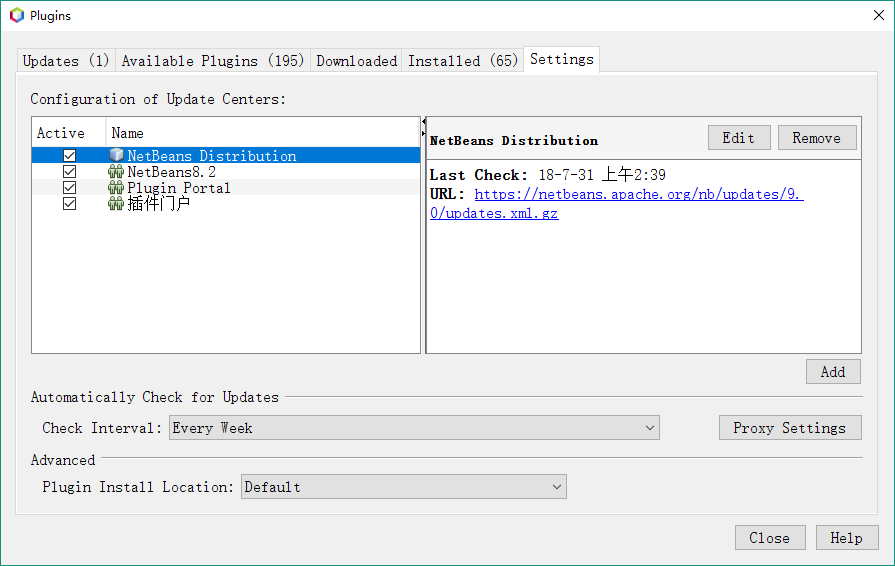 Plugins
Updates (1) Available Plugins (195) Downloaded Installed (65) Settings
Configuration of Update Centers:
Active Name
NetBeans Distribution
NetBeans8.2
Plugin Portal
插件门户
NetBeans Distribution Edit Remove
Last Check: 18-7-31 上午2:39
URL: https://netbeans.apache.org/nb/updates/9.
0/updates.xml.gz
Add
Automatically Check for Updates
Check Interval: Every Week Proxy Settings
Advanced
Plugin Install Location: Default
Close Help